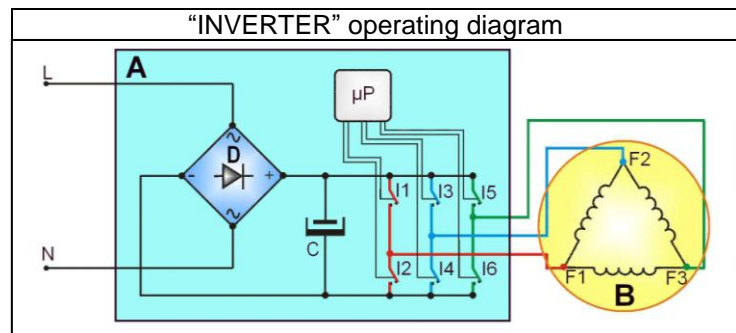 “INVERTER” operating diagram
A
L
µP
D
~
- +
~
I1 I3 I5
F2
C
N
I2 I4 I6
F1 F3
B